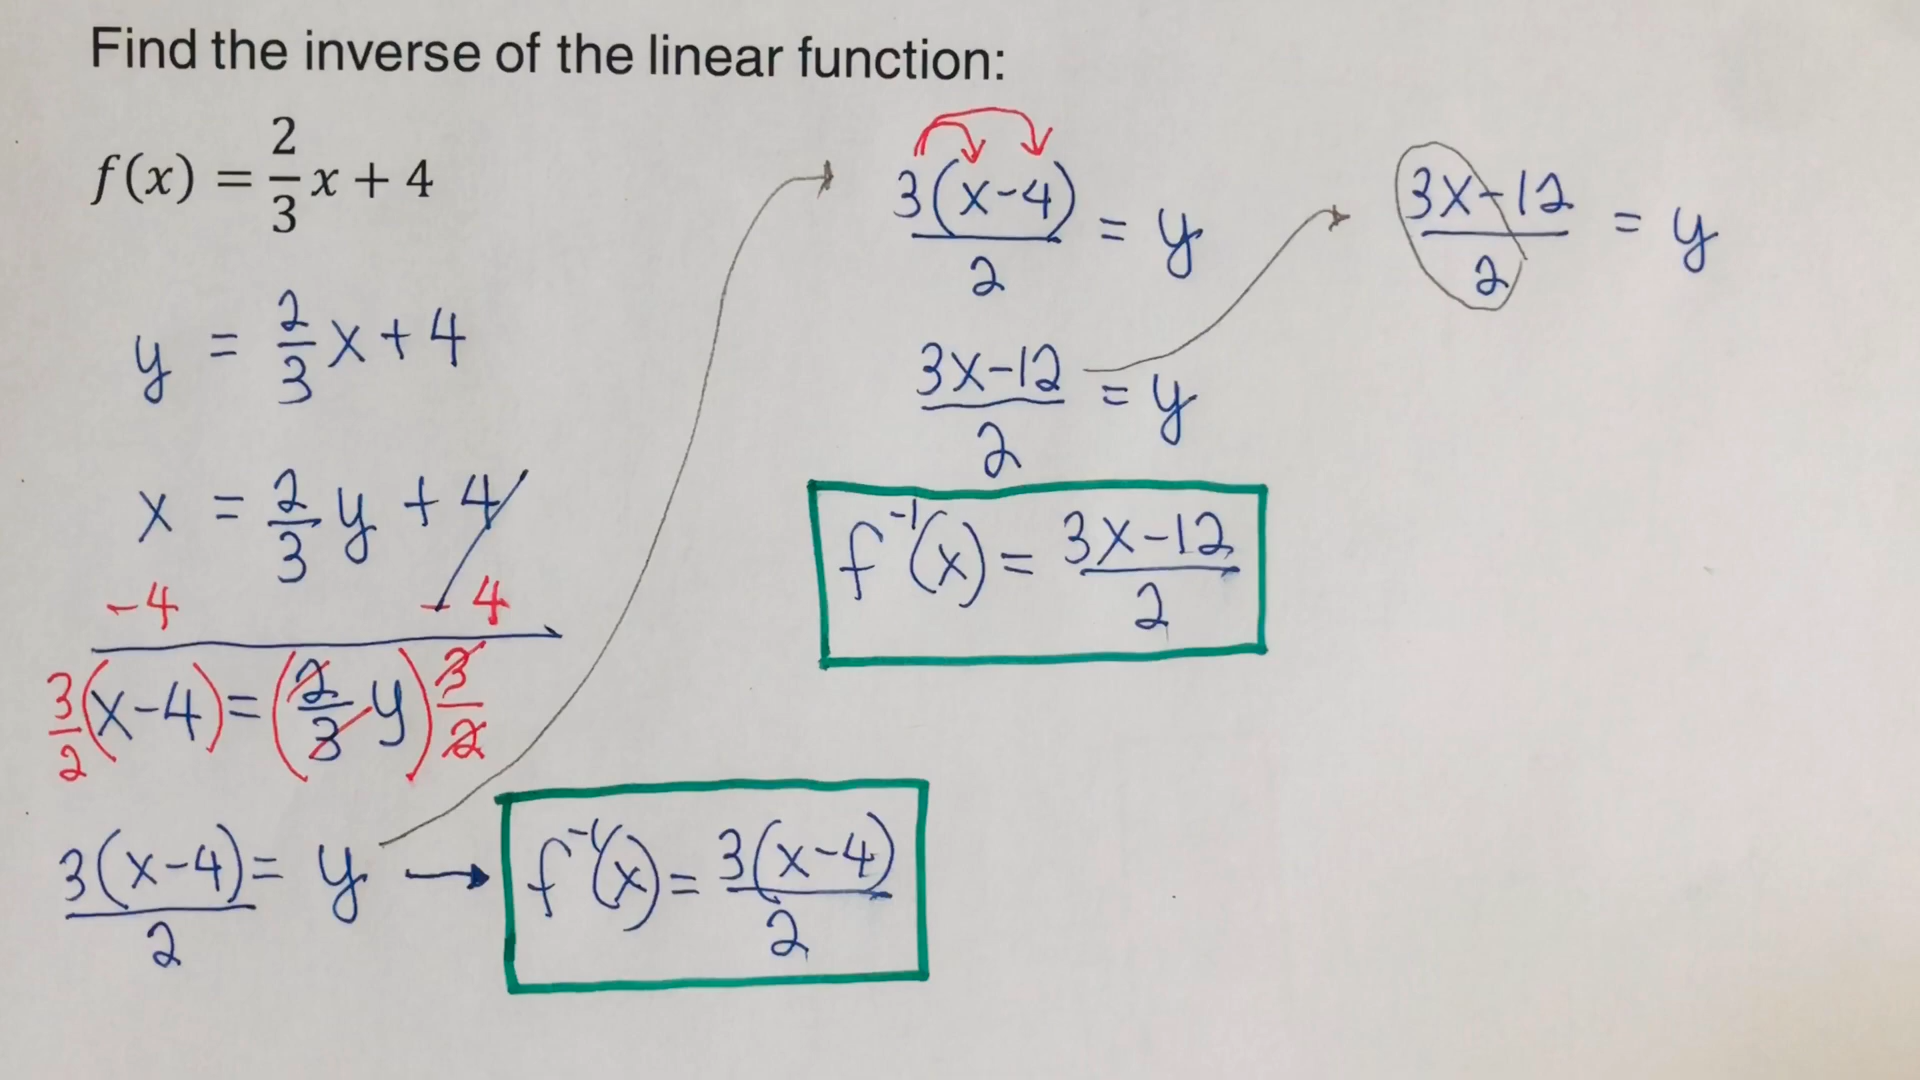 Find the inverse of the linear function:
f(x) = 2/3 x + 4
y = 2/3 x + 4
x = 2/3 y + 4
-4 - 4
3/2 (x-4) = (2/3 y) 3/2
3(x-4)/2 = y → f⁻¹(x) = 3(x-4)/2
3(x-4)/2 = y
3x-12/2 = y
f⁻¹(x) = 3x-12/2
3x-12/2 = y